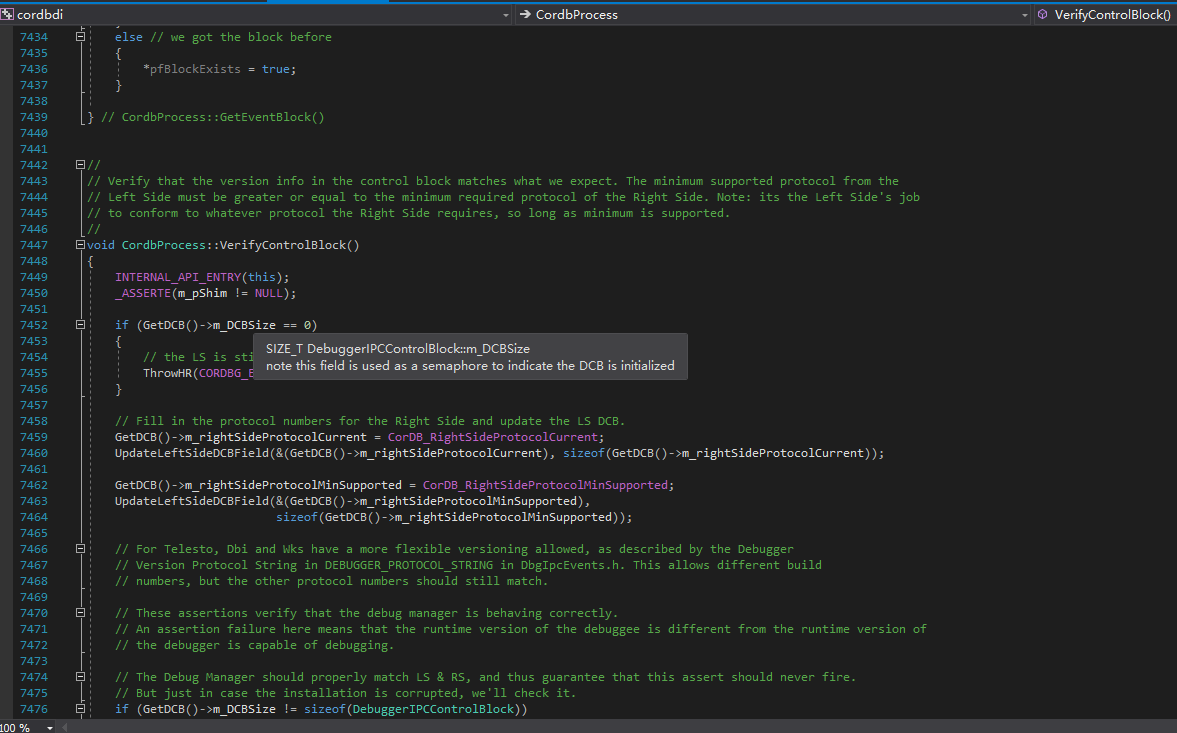 cordbdi
CordbProcess
VerifyControlBlock()
7434 else // we got the block before
7435 {
7436 *pfBlockExists = true;
7437 }
7438
7439 } // CordbProcess::GetEventBlock()
7440
7441
7442 //
7443 // Verify that the version info in the control block matches what we expect. The minimum supported protocol from the
7444 // Left Side must be greater or equal to the minimum required protocol of the Right Side. Note: its the Left Side's job
7445 // to conform to whatever protocol the Right Side requires, so long as minimum is supported.
7446 //
7447 void CordbProcess::VerifyControlBlock()
7448 {
7449 INTERNAL_API_ENTRY(this);
7450 _ASSERTE(m_pShim != NULL);
7451
7452 if (GetDCB()->m_DCBSize == 0)
7453 {
SIZE_T DebuggerIPCControlBlock::m_DCBSize
7454 // the LS is sti
note this field is used as a semaphore to indicate the DCB is initialized
7455 ThrowHR(CORDBG_E
7456 }
7457
7458 // Fill in the protocol numbers for the Right Side and update the LS DCB.
7459 GetDCB()->m_rightSideProtocolCurrent = CorDB_RightSideProtocolCurrent;
7460 UpdateLeftSideDCBField(&(GetDCB()->m_rightSideProtocolCurrent), sizeof(GetDCB()->m_rightSideProtocolCurrent));
7461
7462 GetDCB()->m_rightSideProtocolMinSupported = CorDB_RightSideProtocolMinSupported;
7463 UpdateLeftSideDCBField(&(GetDCB()->m_rightSideProtocolMinSupported),
7464 sizeof(GetDCB()->m_rightSideProtocolMinSupported));
7465
7466 // For Telesto, Dbi and Wks have a more flexible versioning allowed, as described by the Debugger
7467 // Version Protocol String in DEBUGGER_PROTOCOL_STRING in DbgIpcEvents.h. This allows different build
7468 // numbers, but the other protocol numbers should still match.
7469
7470 // These assertions verify that the debug manager is behaving correctly.
7471 // An assertion failure here means that the runtime version of the debuggee is different from the runtime version of
7472 // the debugger is capable of debugging.
7473
7474 // The Debug Manager should properly match LS & RS, and thus guarantee that this assert should never fire.
7475 // But just in case the installation is corrupted, we'll check it.
7476 if (GetDCB()->m_DCBSize != sizeof(DebuggerIPCControlBlock))
100 %